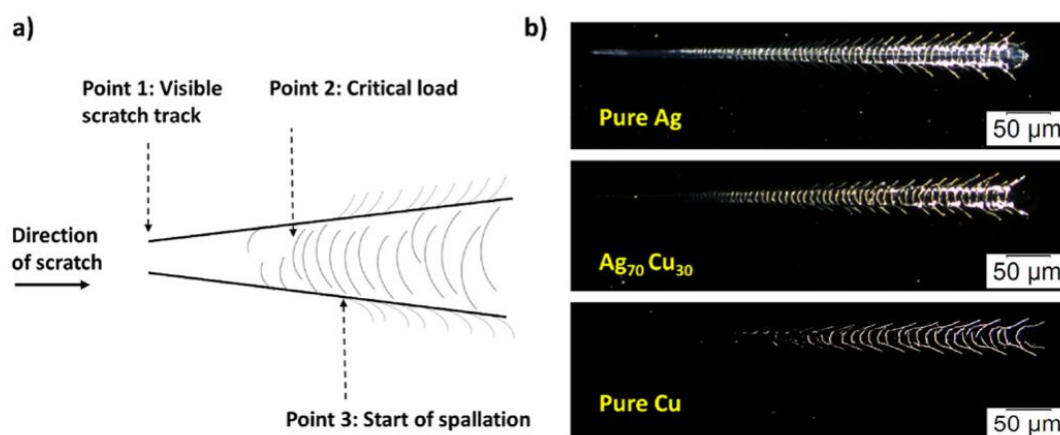 a)
Point 1: Visible
scratch track
Point 2: Critical load
Direction
of scratch
Point 3: Start of spallation
b)
Pure Ag
50 µm
Ag₇₀ Cu₃₀
50 µm
Pure Cu
50 µm